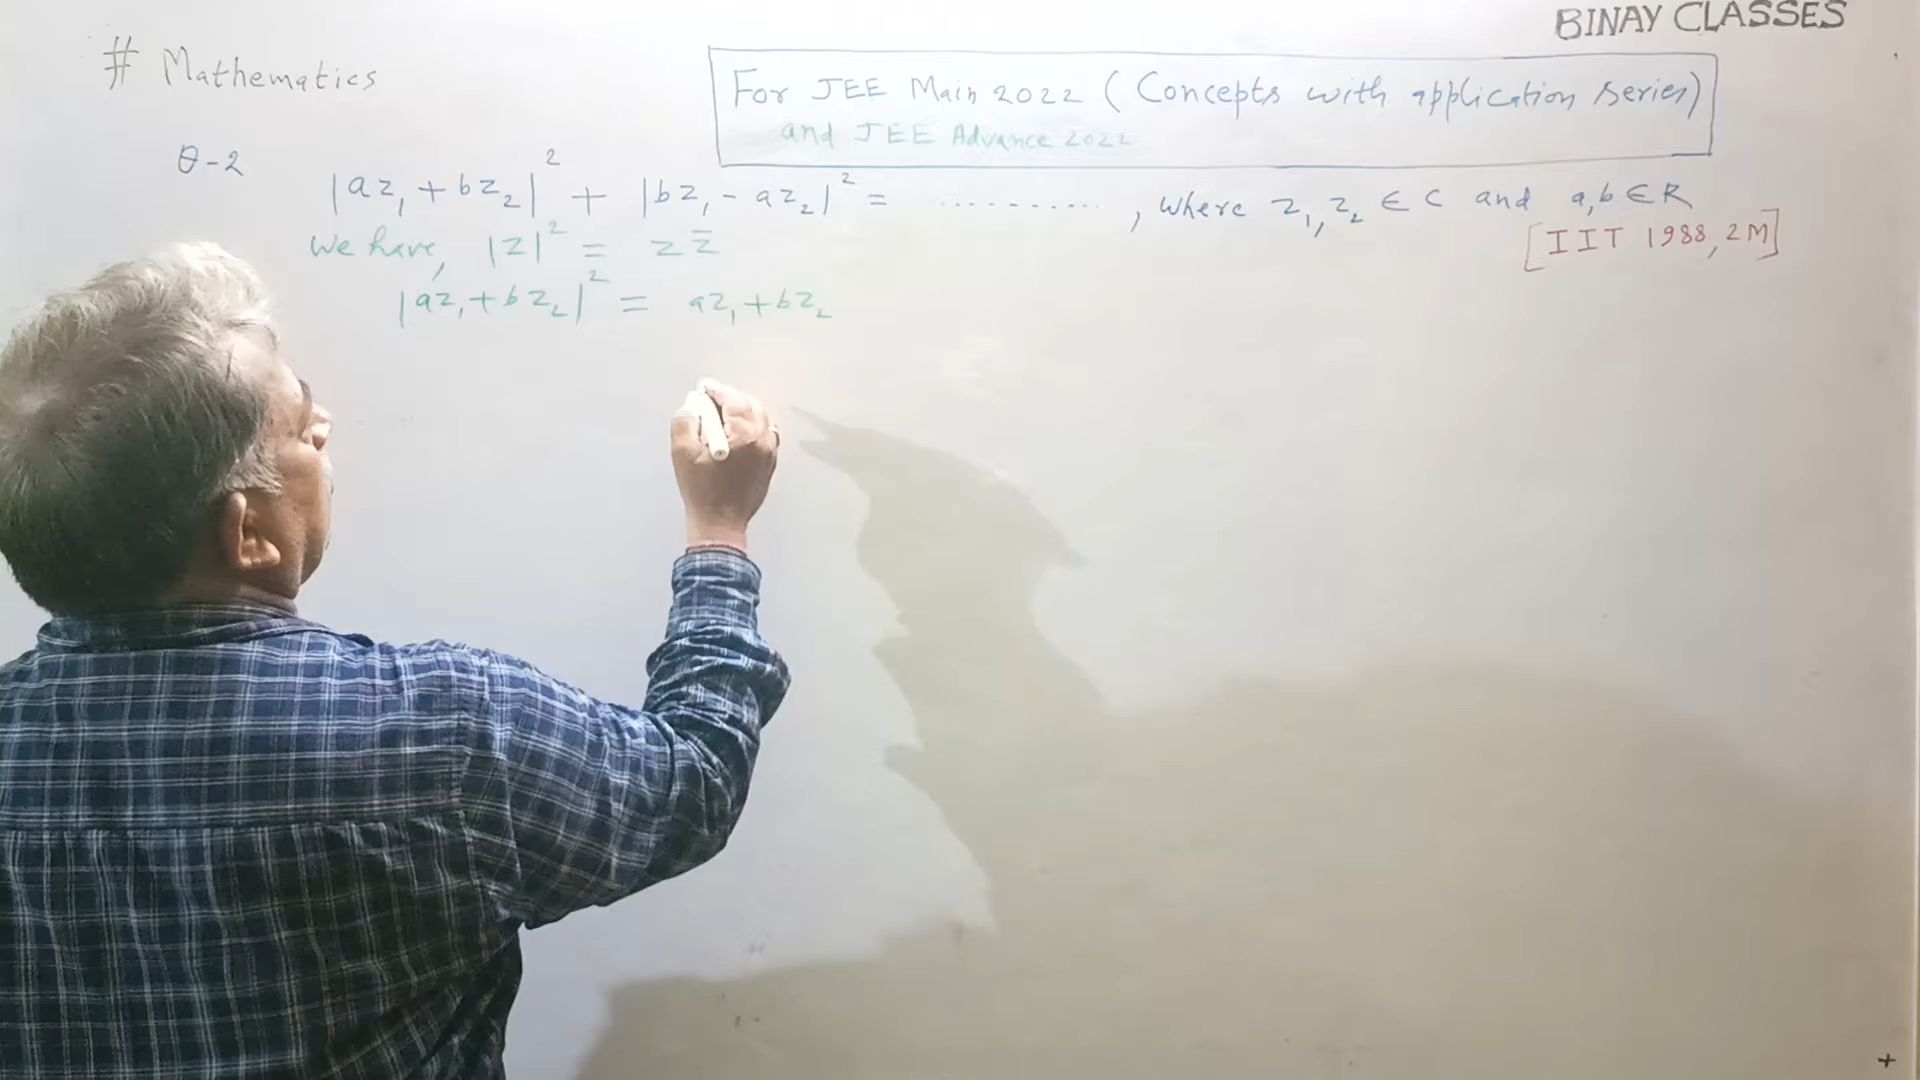 BINAY CLASSES
# Mathematics
For JEE Main 2022 (Concepts with application series)
and JEE Advance 2022
Q-2
|az₁ + bz₂|² + |bz₁ - az₂|² = ..........., where z₁, z₂ ∈ C and a,b ∈ R
[IIT 1988, 2M]
We have, |z|² = z z̅
|az₁ + bz₂|² = az₁ + bz₂
+